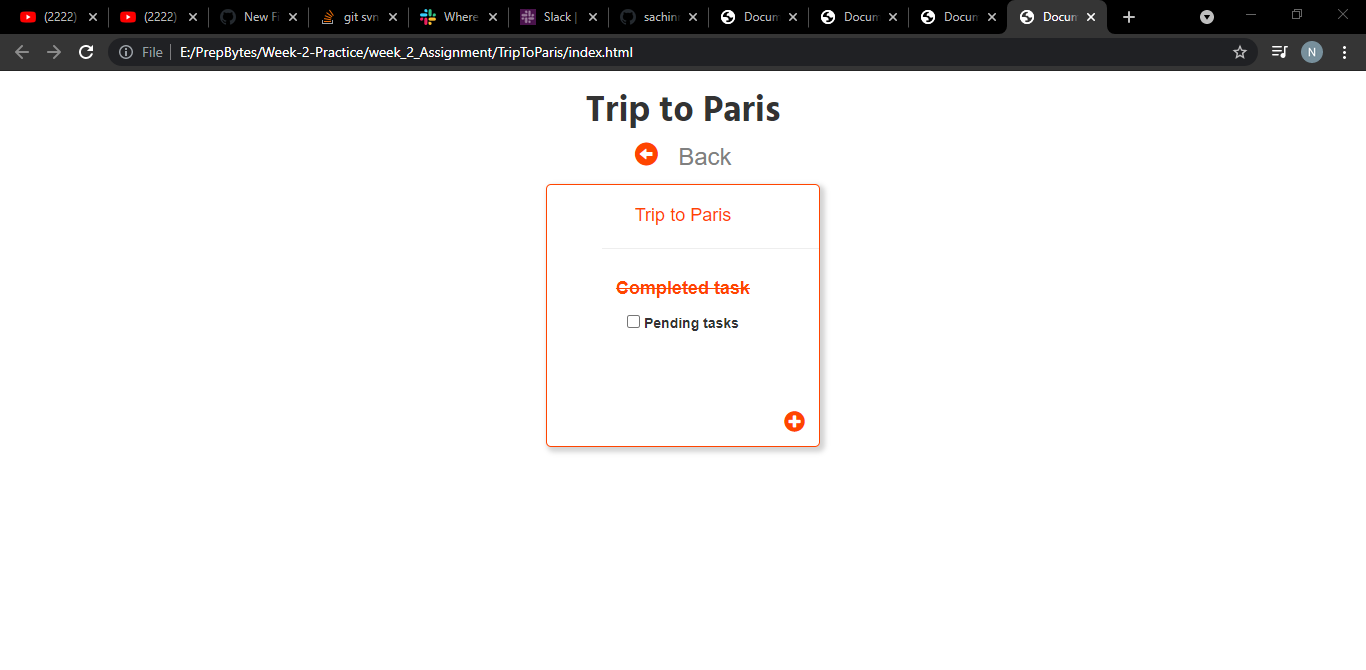 (2222) (2222) New Fi git svn Where Slack | sachin Docum Docum Docum Docum
File E:/PrepBytes/Week-2-Practice/week_2_Assignment/TripToParis/index.html N
Trip to Paris
Back
Trip to Paris
Completed task
Pending tasks